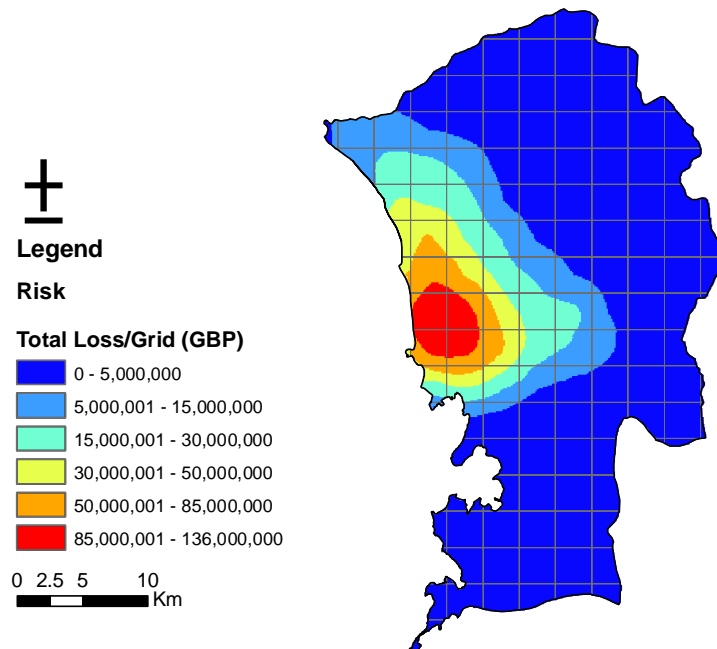 Legend
Risk
Total Loss/Grid (GBP)
0 - 5,000,000
5,000,001 - 15,000,000
15,000,001 - 30,000,000
30,000,001 - 50,000,000
50,000,001 - 85,000,000
85,000,001 - 136,000,000
0 2.5 5 10
Km